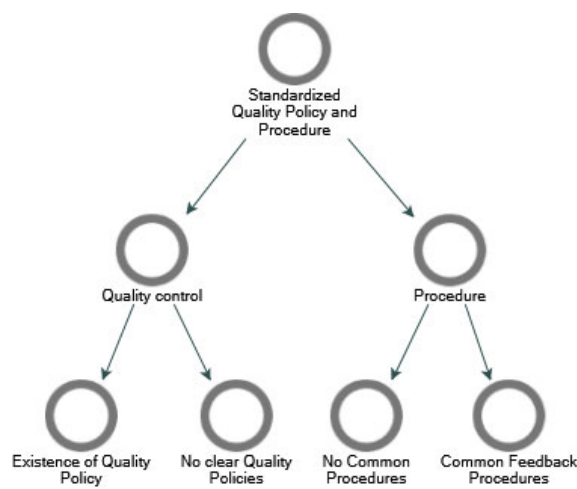 Standardized
Quality Policy and
Procedure
Quality control
Procedure
Existence of Quality
Policy
No clear Quality
Policies
No Common
Procedures
Common Feedback
Procedures